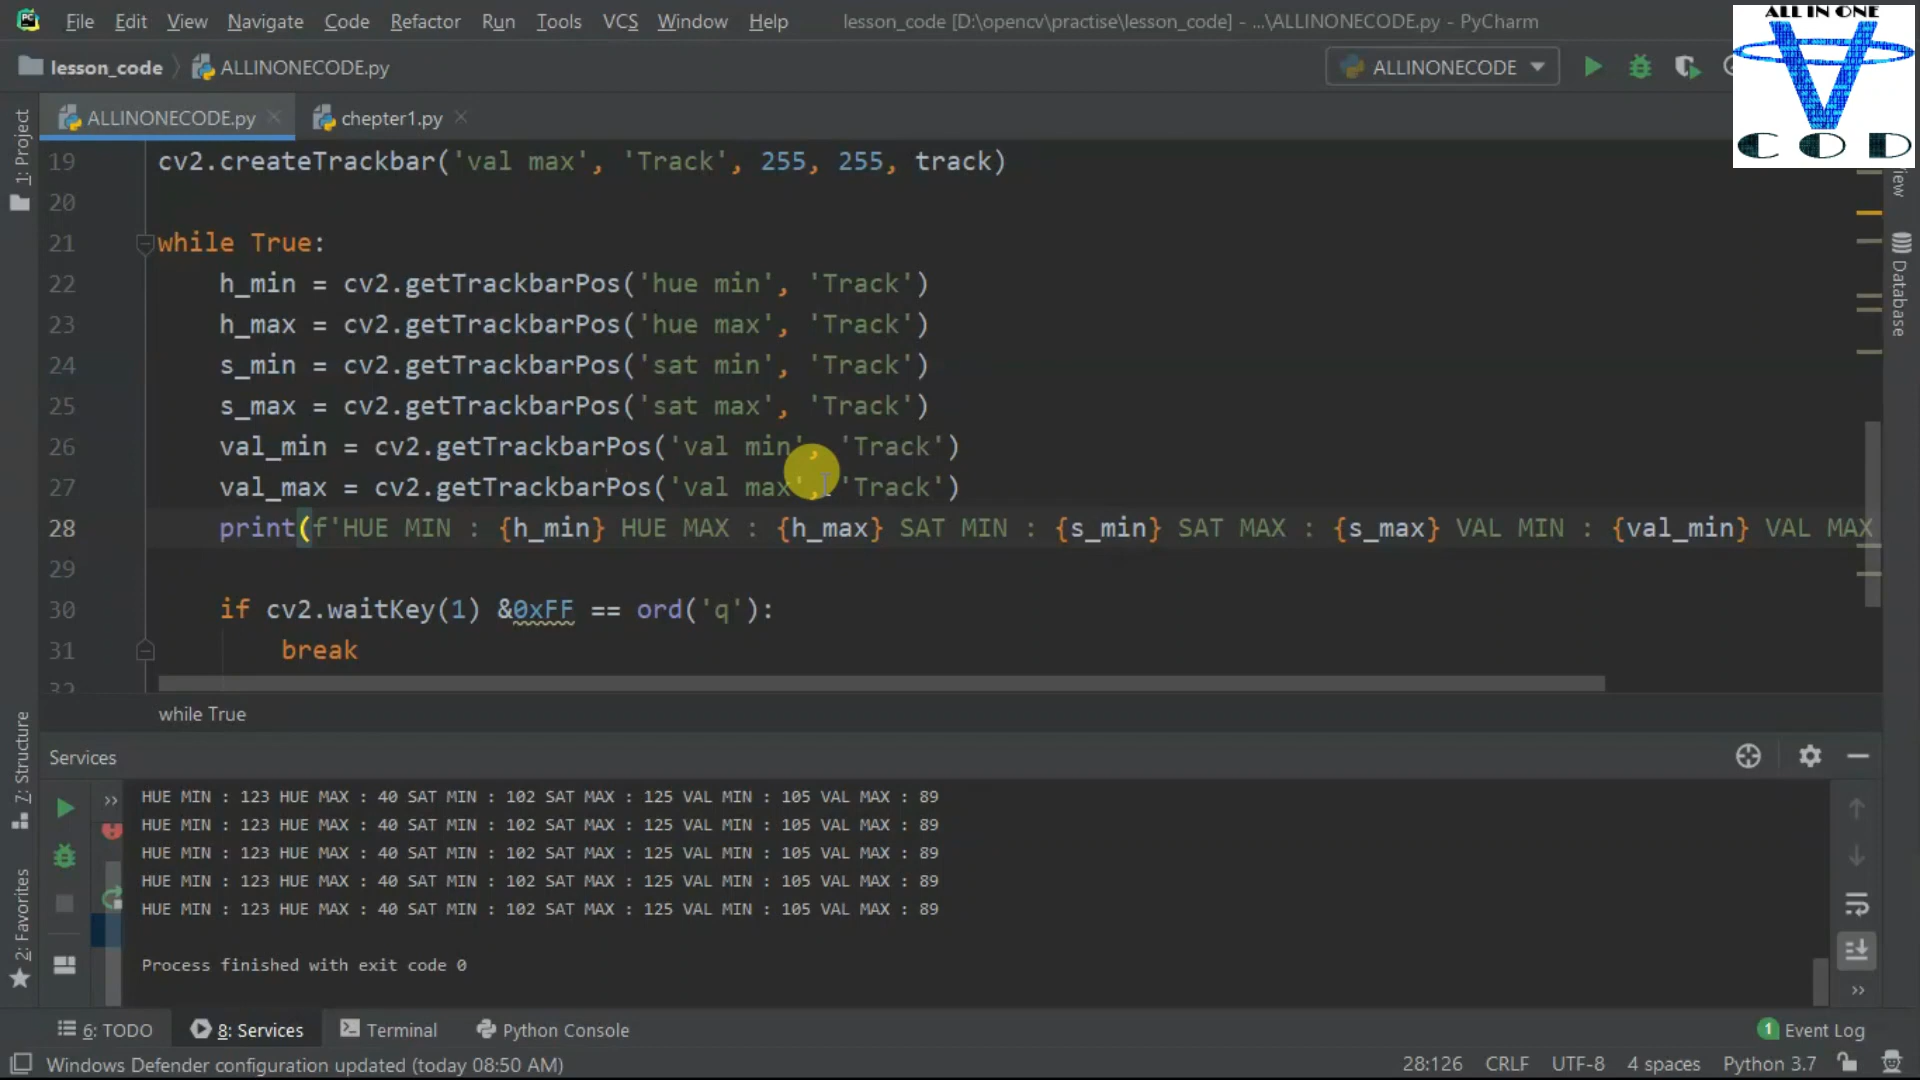 File Edit View Navigate Code Refactor Run Tools VCS Window Help lesson_code [D:\opencv\practise\lesson_code] - ...\ALLINONECODE.py - PyCharm
ALL IN ONE
COD
lesson_code ALLINONECODE.py ALLINONECODE
ALLINONECODE.py chepter1.py
1: Project
19 cv2.createTrackbar('val max', 'Track', 255, 255, track)
20
21 while True:
22 h_min = cv2.getTrackbarPos('hue min', 'Track')
23 h_max = cv2.getTrackbarPos('hue max', 'Track')
24 s_min = cv2.getTrackbarPos('sat min', 'Track')
25 s_max = cv2.getTrackbarPos('sat max', 'Track')
26 val_min = cv2.getTrackbarPos('val min', 'Track')
27 val_max = cv2.getTrackbarPos('val max', 'Track')
28 print(f'HUE MIN : {h_min} HUE MAX : {h_max} SAT MIN : {s_min} SAT MAX : {s_max} VAL MIN : {val_min} VAL MAX
29
30 if cv2.waitKey(1) &0xFF == ord('q'):
31 break
32
Database
while True
7: Structure
2: Favorites
Services
HUE MIN : 123 HUE MAX : 40 SAT MIN : 102 SAT MAX : 125 VAL MIN : 105 VAL MAX : 89
HUE MIN : 123 HUE MAX : 40 SAT MIN : 102 SAT MAX : 125 VAL MIN : 105 VAL MAX : 89
HUE MIN : 123 HUE MAX : 40 SAT MIN : 102 SAT MAX : 125 VAL MIN : 105 VAL MAX : 89
HUE MIN : 123 HUE MAX : 40 SAT MIN : 102 SAT MAX : 125 VAL MIN : 105 VAL MAX : 89
HUE MIN : 123 HUE MAX : 40 SAT MIN : 102 SAT MAX : 125 VAL MIN : 105 VAL MAX : 89
Process finished with exit code 0
6: TODO 8: Services Terminal Python Console 1 Event Log
Windows Defender configuration updated (today 08:50 AM) 28:126 CRLF UTF-8 4 spaces Python 3.7